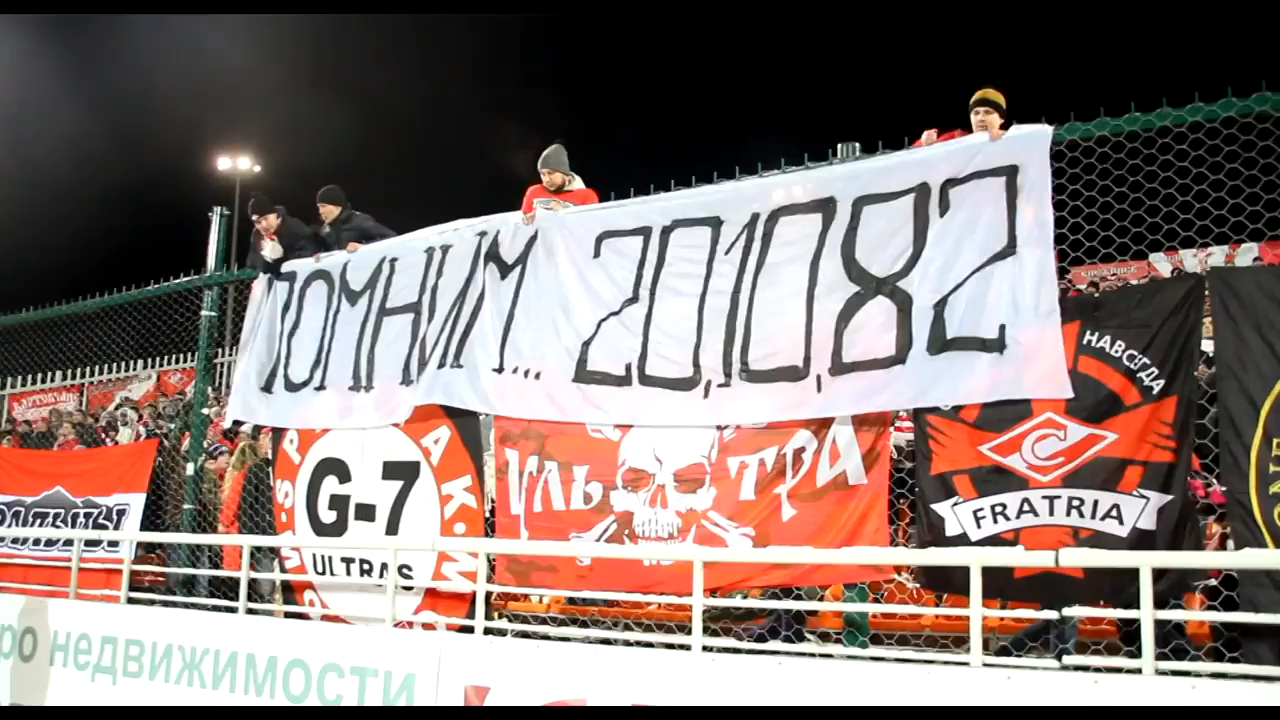 ПОМНИМ... 20.10.82
НАВСЕГДА
G-7
ULTRAS
УЛЬТРА
FRATRIA
недвижимости